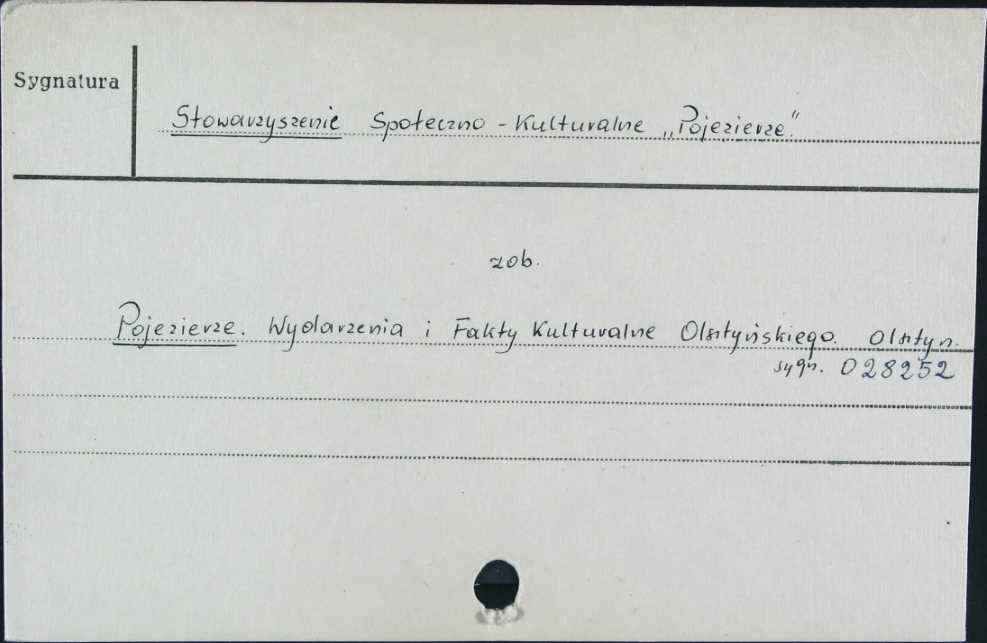 Sygnatura
Stowarzyszenie Społeczno - Kulturalne „Pojezierze”
zob.
Pojezierze. Wydarzenia i Fakty Kulturalne Olsztyńskiego. Olsztyn.
sygn. 028252